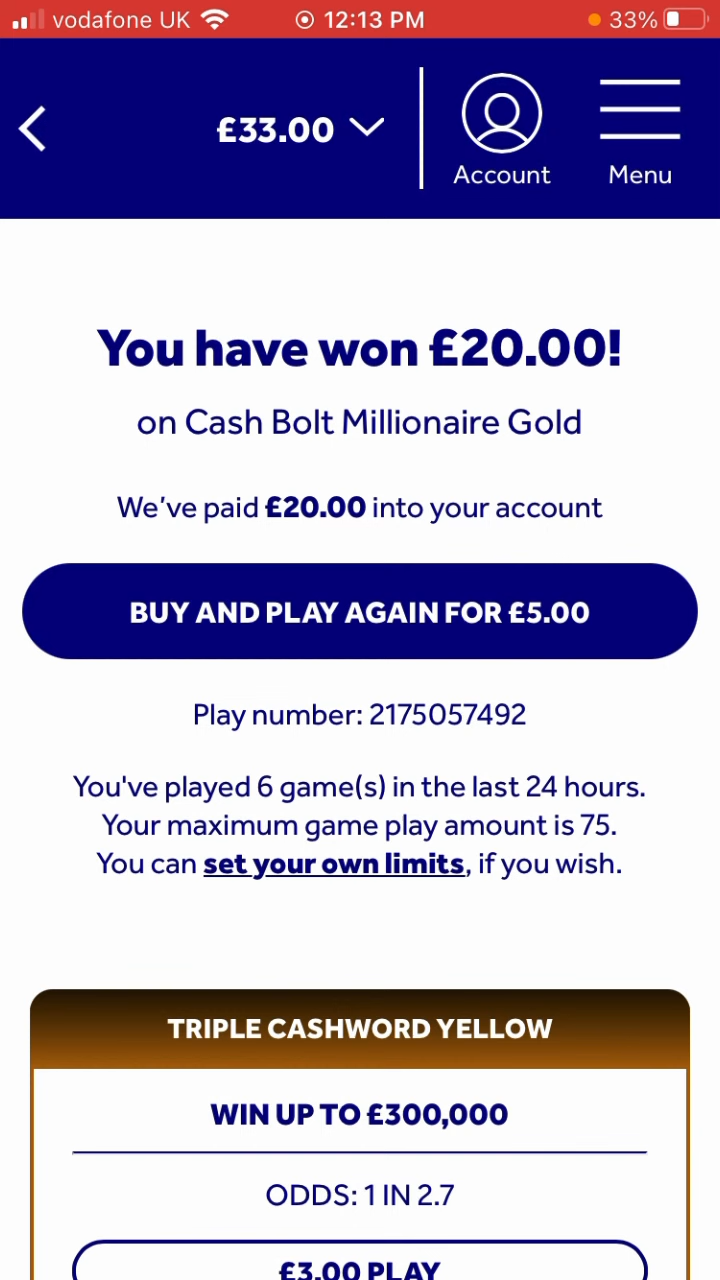 vodafone UK 12:13 PM 33%
£33.00
Account Menu
You have won £20.00!
on Cash Bolt Millionaire Gold
We've paid £20.00 into your account
BUY AND PLAY AGAIN FOR £5.00
Play number: 2175057492
You've played 6 game(s) in the last 24 hours.
Your maximum game play amount is 75.
You can set your own limits, if you wish.
TRIPLE CASHWORD YELLOW
WIN UP TO £300,000
ODDS: 1 IN 2.7
£3.00 PLAY